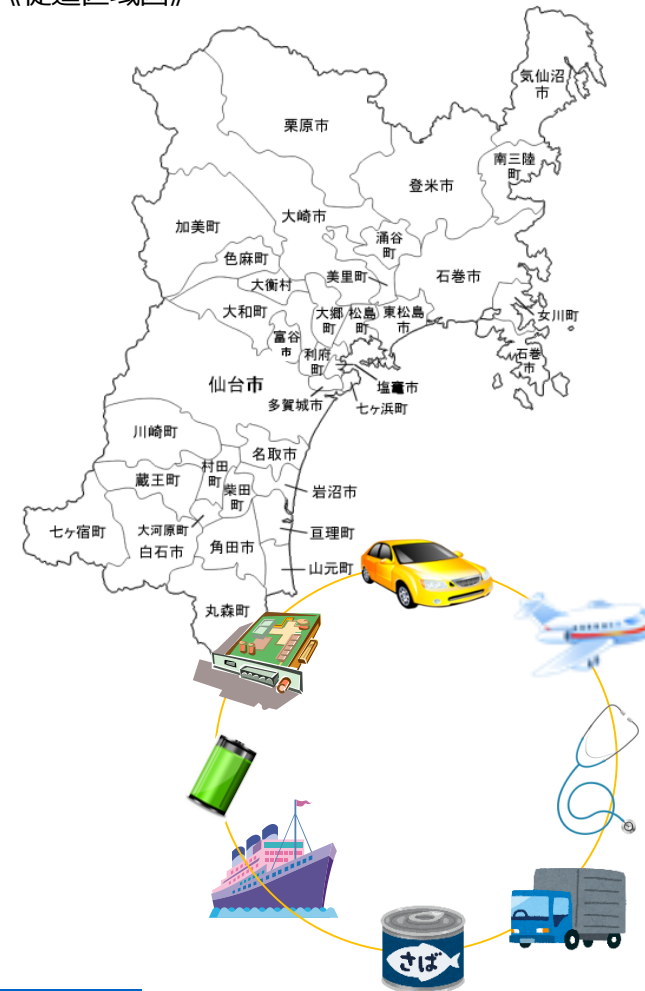 《促進区域図》
気仙沼
市
栗原市
南三陸
町
登米市
大崎市
加美町
涌谷
町
色麻町
美里町
石巻市
大衡村
大和町
大郷
町
松島
町
東松島
市
女川町
富谷
市
利府
町
石巻
市
仙台市
塩竈市
多賀城市
七ヶ浜町
川崎町
名取市
村田
町
蔵王町
柴田
町
岩沼市
大河原町
七ヶ宿町
亘理町
白石市
角田市
山元町
丸森町
さば